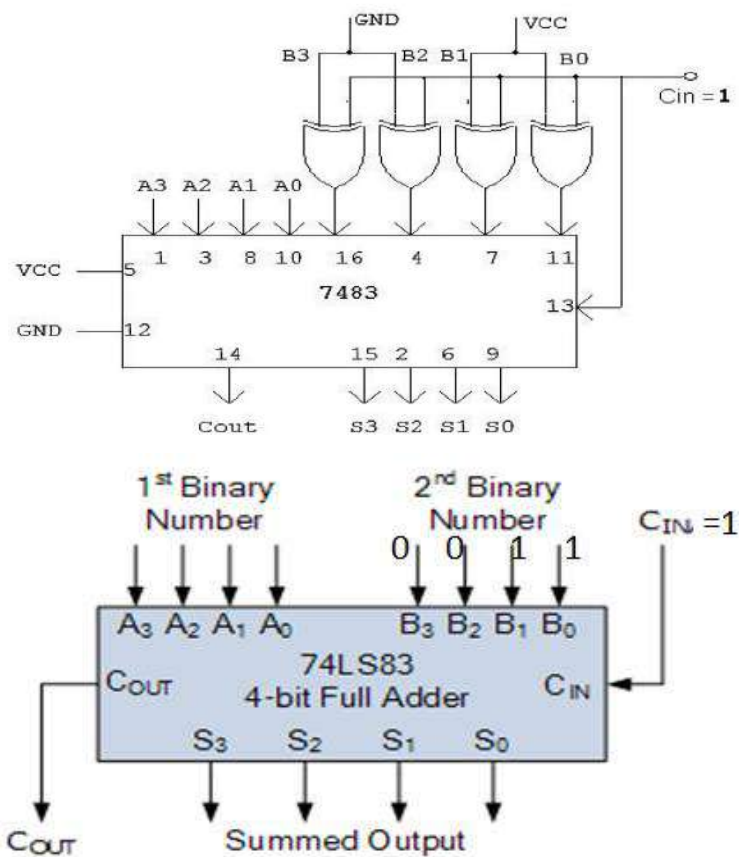 GND VCC
B3 B2 B1 B0
Cin = 1
A3 A2 A1 A0
1 3 8 10 16 4 7 11
VCC 5
7483
13
GND 12
14 15 2 6 9
Cout S3 S2 S1 S0
1st Binary Number
2nd Binary Number
0 0 1 1
CIN =1
A3 A2 A1 A0 B3 B2 B1 B0
74LS83
COUT 4-bit Full Adder CIN
S3 S2 S1 S0
COUT Summed Output